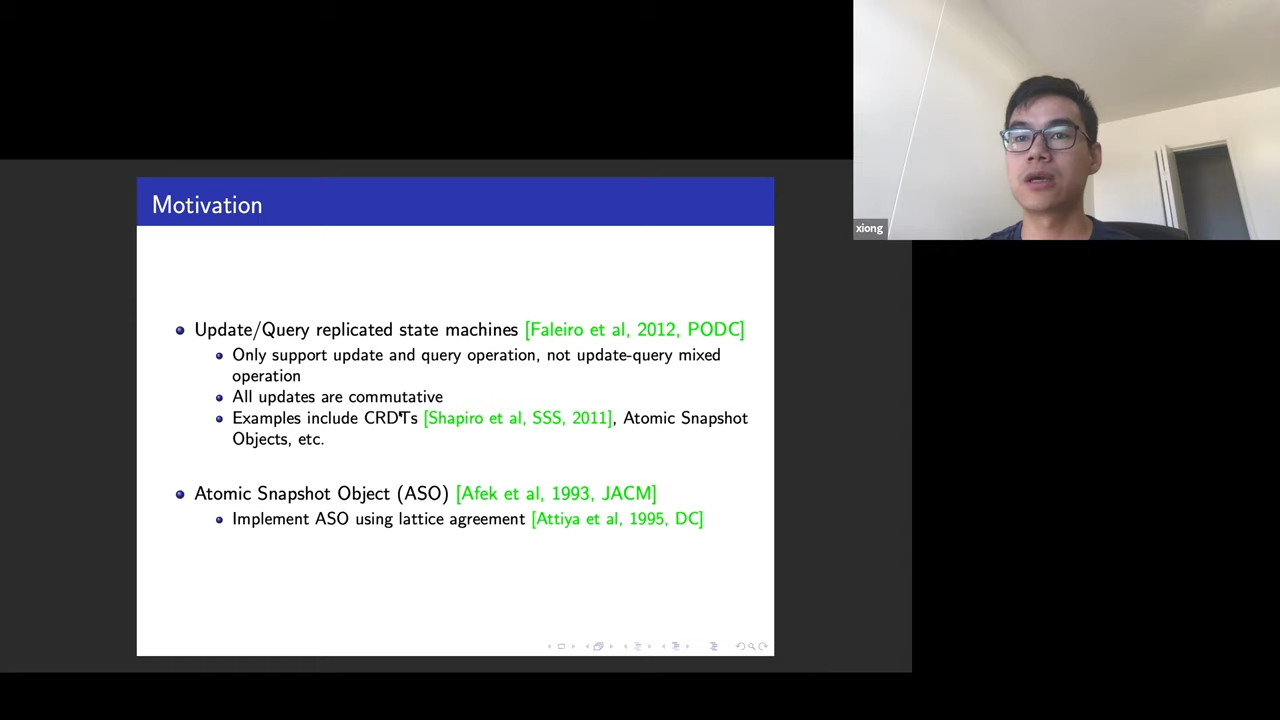 xiong
Motivation
Update/Query replicated state machines [Faleiro et al, 2012, PODC]
Only support update and query operation, not update-query mixed
operation
All updates are commutative
Examples include CRDTs [Shapiro et al, SSS, 2011], Atomic Snapshot
Objects, etc.
Atomic Snapshot Object (ASO) [Afek et al, 1993, JACM]
Implement ASO using lattice agreement [Attiya et al, 1995, DC]